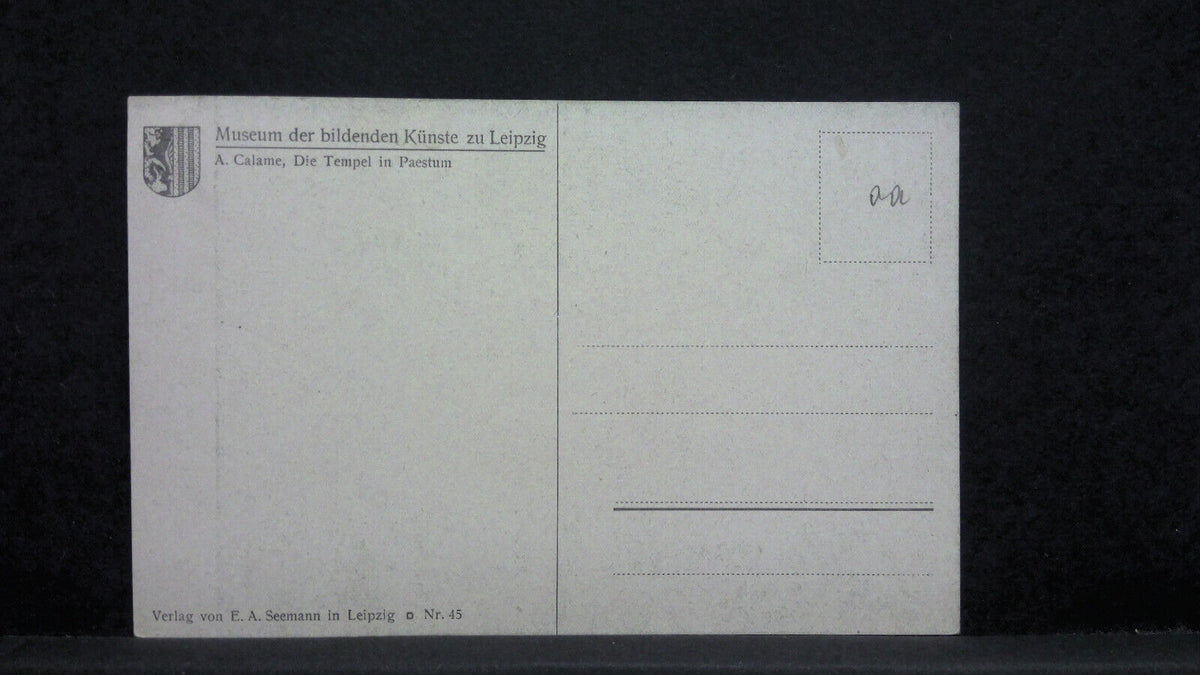 Museum der bildenden Künste zu Leipzig
A. Calame, Die Tempel in Paestum
aa
Verlag von E. A. Seemann in Leipzig ¤ Nr. 45